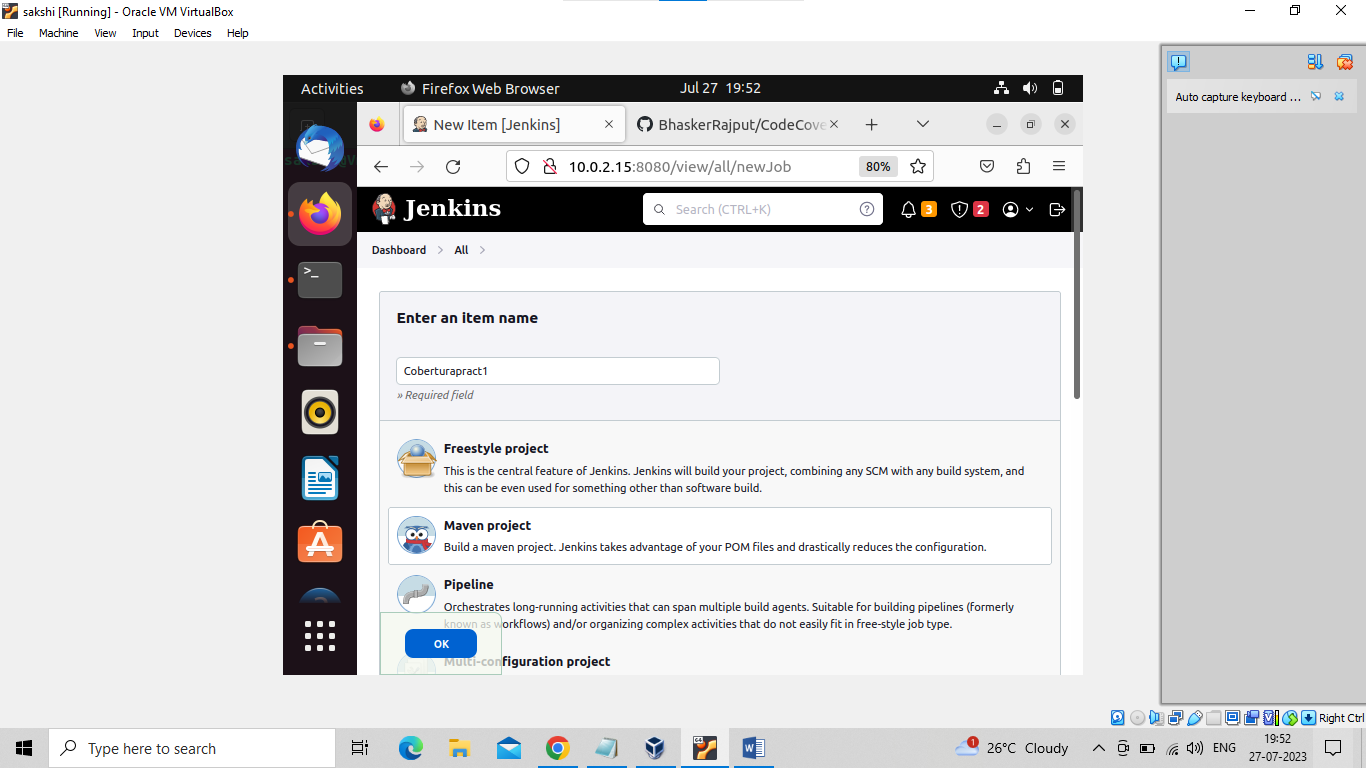 sakshi [Running] - Oracle VM VirtualBox
File Machine View Input Devices Help
Auto capture keyboard ...
Activities Firefox Web Browser Jul 27 19:52
New Item [Jenkins] BhaskerRajput/CodeCove
10.0.2.15:8080/view/all/newJob 80%
Jenkins Search (CTRL+K) 3 2
Dashboard All
Enter an item name
Coberturapract1
» Required field
Freestyle project
This is the central feature of Jenkins. Jenkins will build your project, combining any SCM with any build system, and
this can be even used for something other than software build.
Maven project
Build a maven project. Jenkins takes advantage of your POM files and drastically reduces the configuration.
Pipeline
Orchestrates long-running activities that can span multiple build agents. Suitable for building pipelines (formerly
known as workflows) and/or organizing complex activities that do not easily fit in free-style job type.
OK
Multi-configuration project
Right Ctrl
Type here to search
1 26°C Cloudy ENG 19:52
27-07-2023